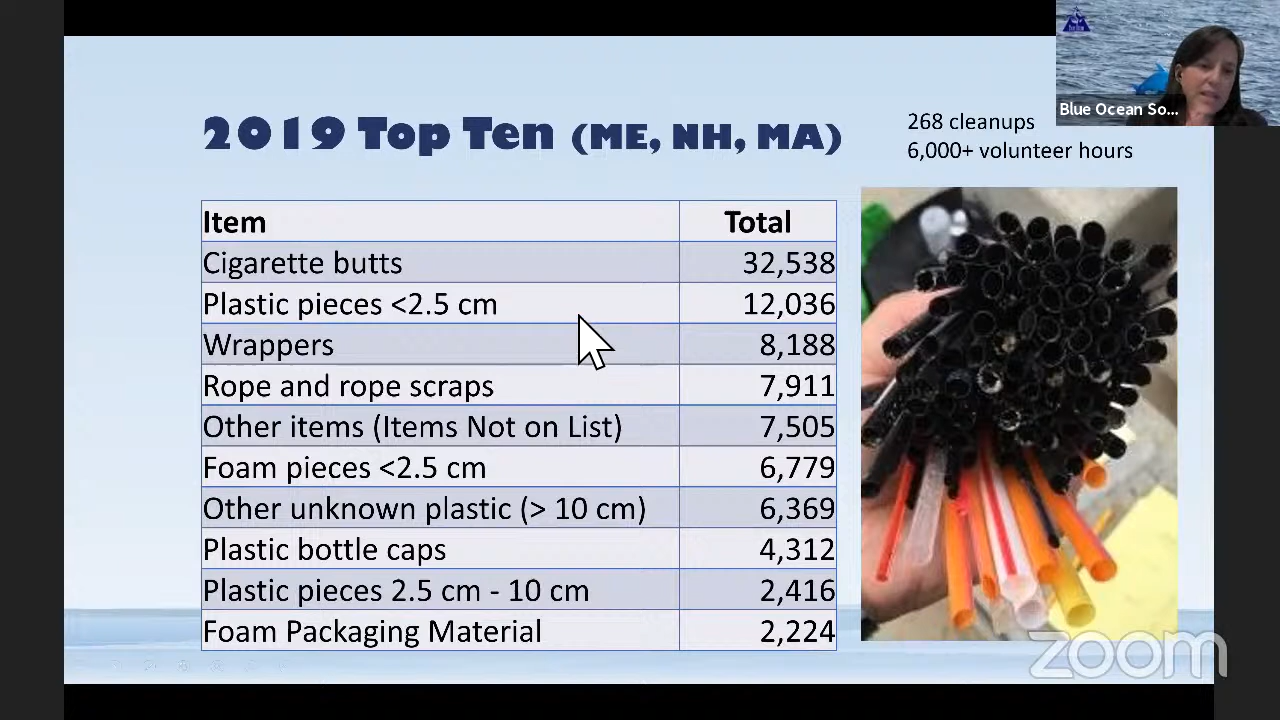 Blue Ocean So...
2019 Top Ten (ME, NH, MA)
268 cleanups
6,000+ volunteer hours
Item Total
Cigarette butts 32,538
Plastic pieces <2.5 cm 12,036
Wrappers 8,188
Rope and rope scraps 7,911
Other items (Items Not on List) 7,505
Foam pieces <2.5 cm 6,779
Other unknown plastic (> 10 cm) 6,369
Plastic bottle caps 4,312
Plastic pieces 2.5 cm - 10 cm 2,416
Foam Packaging Material 2,224
zoom